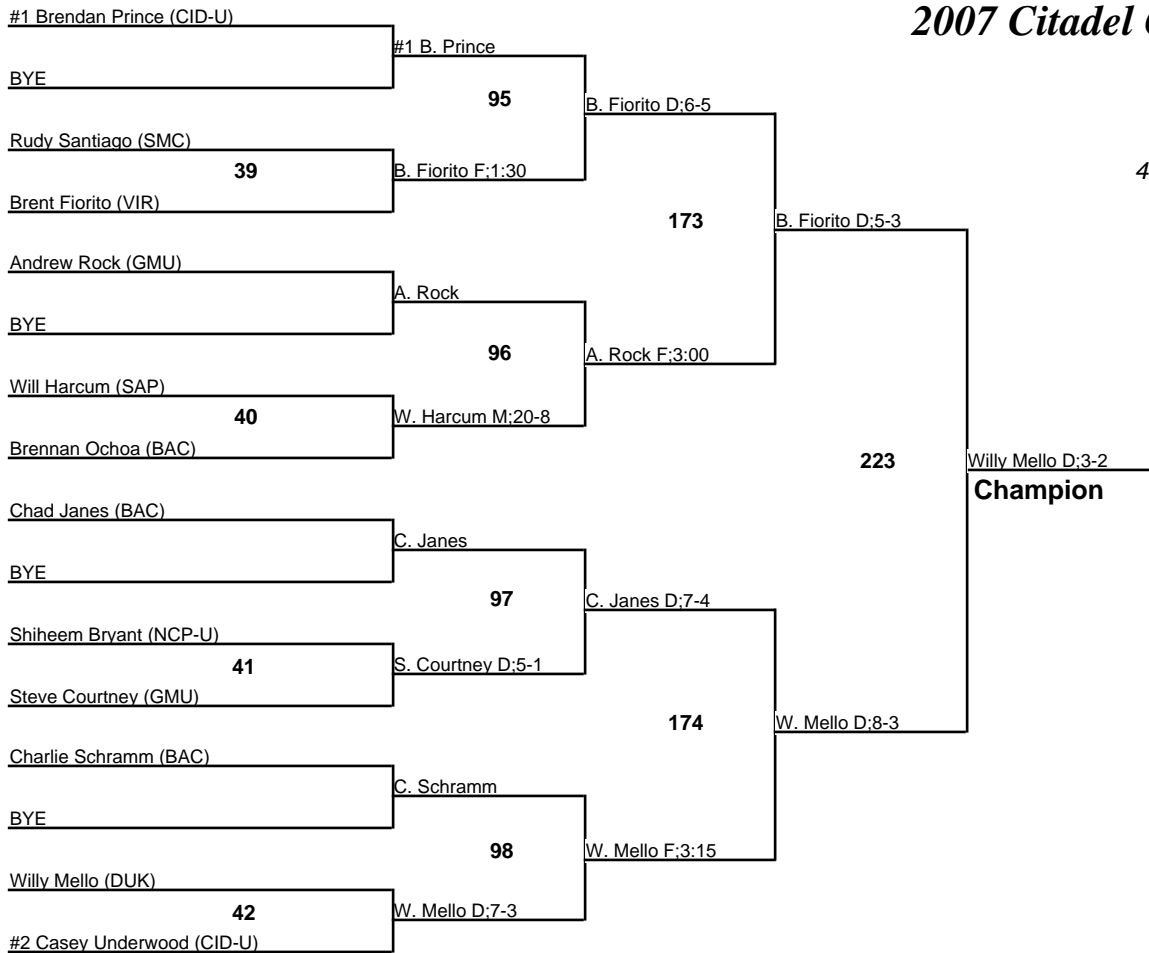 #1 Brendan Prince (CID-U)
2007 Citadel
#1 B. Prince
BYE
95
B. Fiorito D;6-5
Rudy Santiago (SMC)
39
B. Fiorito F;1:30
4
Brent Fiorito (VIR)
173
B. Fiorito D;5-3
Andrew Rock (GMU)
A. Rock
BYE
96
A. Rock F;3:00
Will Harcum (SAP)
40
W. Harcum M;20-8
Brennan Ochoa (BAC)
223
Willy Mello D;3-2
Champion
Chad Janes (BAC)
C. Janes
BYE
97
C. Janes D;7-4
Shiheem Bryant (NCP-U)
41
S. Courtney D;5-1
Steve Courtney (GMU)
174
W. Mello D;8-3
Charlie Schramm (BAC)
C. Schramm
BYE
98
W. Mello F;3:15
Willy Mello (DUK)
42
W. Mello D;7-3
#2 Casey Underwood (CID-U)